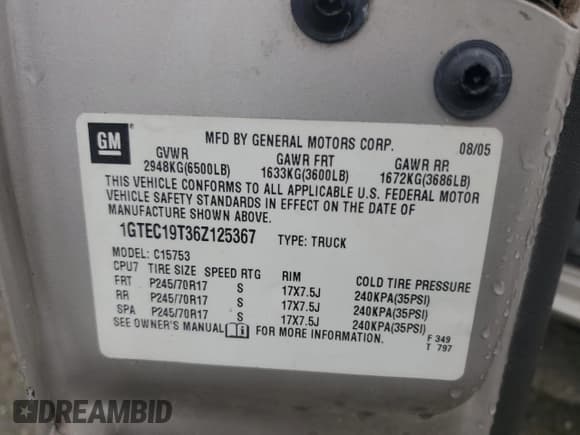 GM
MFD BY GENERAL MOTORS CORP. 08/05
GVWR GAWR FRT GAWR RR
2948KG(6500LB) 1633KG(3600LB) 1672KG(3686LB)
THIS VEHICLE CONFORMS TO ALL APPLICABLE U.S. FEDERAL MOTOR
VEHICLE SAFETY STANDARDS IN EFFECT ON THE DATE OF
MANUFACTURE SHOWN ABOVE.
1GTEC19T36Z125367 TYPE: TRUCK
MODEL: C15753
CPU7 TIRE SIZE SPEED RTG RIM COLD TIRE PRESSURE
FRT P245/70R17 S 17X7.5J 240KPA(35PSI)
RR P245/70R17 S 17X7.5J 240KPA(35PSI)
SPA P245/70R17 S 17X7.5J 240KPA(35PSI)
SEE OWNER'S MANUAL FOR MORE INFORMATION.
F 349
T 797
DREAMBID